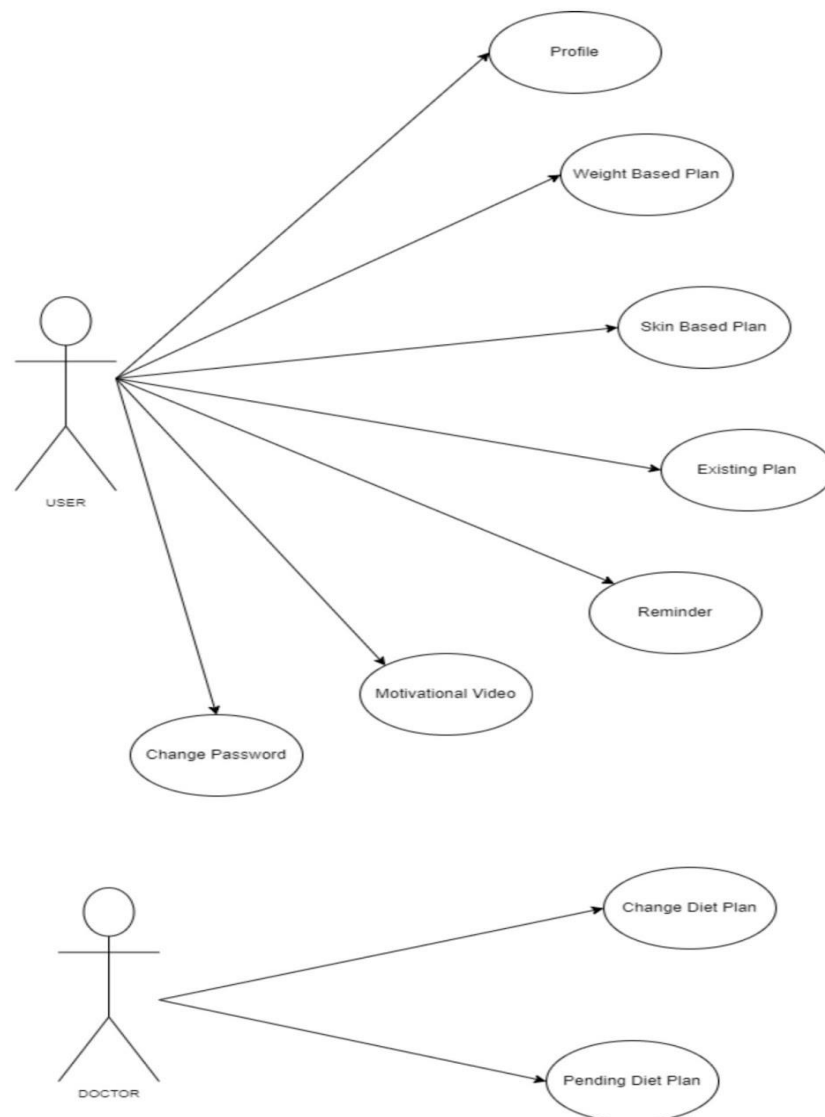 Profile
Weight Based Plan
Skin Based Plan
Existing Plan
USER
Reminder
Motivational Video
Change Password
Change Diet Plan
Pending Diet Plan
DOCTOR